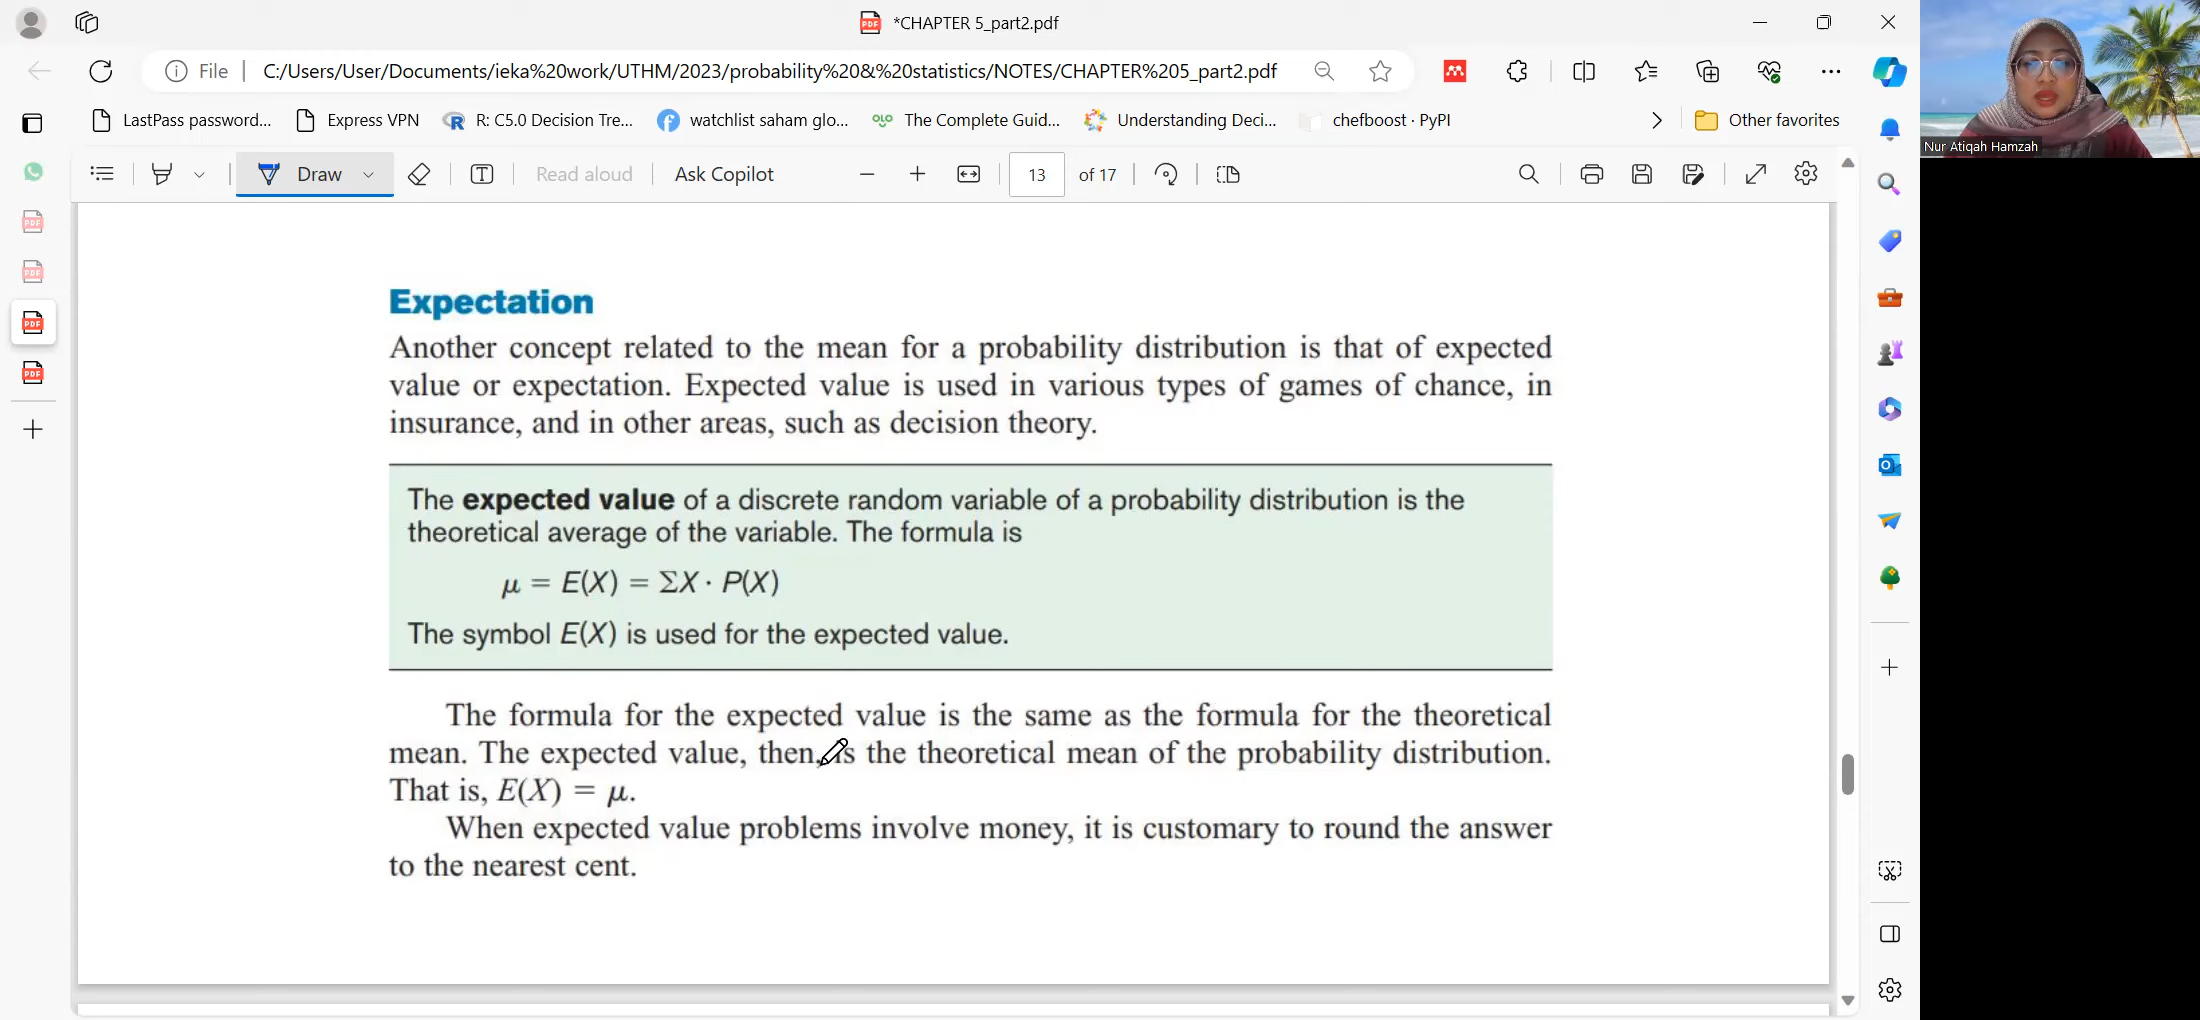 *CHAPTER 5_part2.pdf
File
C:/Users/User/Documents/ieka%20work/UTHM/2023/probability%20&%20statistics/NOTES/CHAPTER%205_part2.pdf
LastPass password...
Express VPN
R: C5.0 Decision Tre...
watchlist saham glo...
The Complete Guid...
Understanding Deci...
chefboost · PyPI
Other favorites
Draw
Read aloud
Ask Copilot
13 of 17
Nur Atiqah Hamzah
Expectation
Another concept related to the mean for a probability distribution is that of expected
value or expectation. Expected value is used in various types of games of chance, in
insurance, and in other areas, such as decision theory.
The expected value of a discrete random variable of a probability distribution is the
theoretical average of the variable. The formula is
μ = E(X) = ΣX · P(X)
The symbol E(X) is used for the expected value.
The formula for the expected value is the same as the formula for the theoretical
mean. The expected value, then, is the theoretical mean of the probability distribution.
That is, E(X) = μ.
When expected value problems involve money, it is customary to round the answer
to the nearest cent.